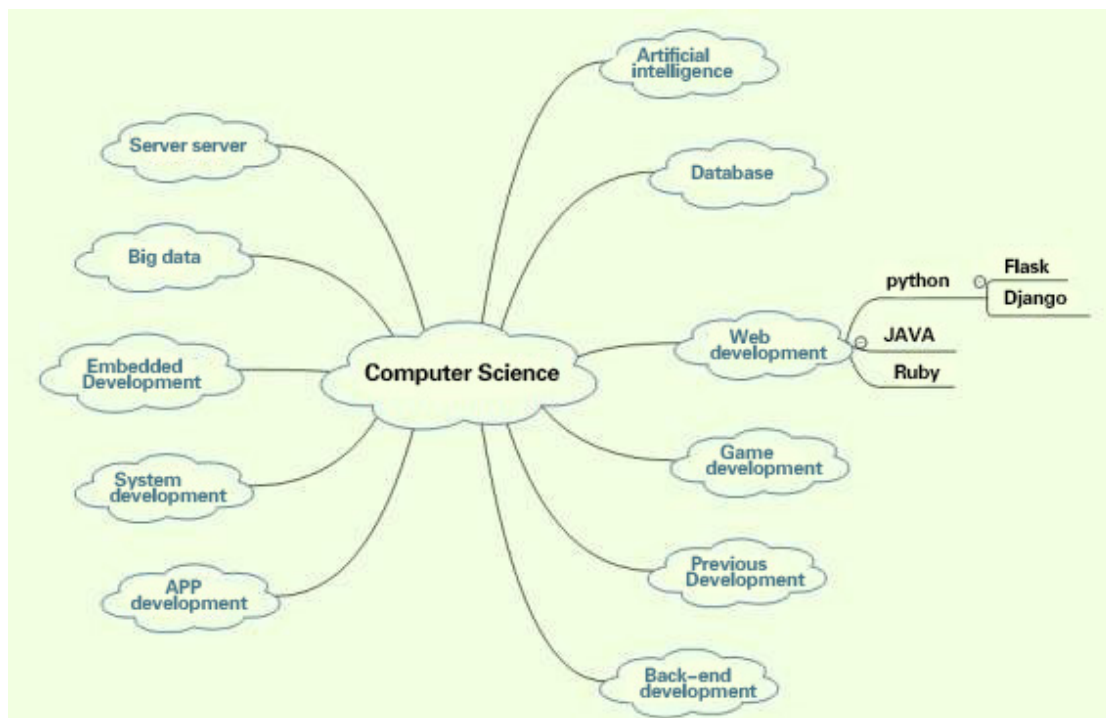 Artificial
intelligence
Server server
Database
Big data
Flask
python
Django
Web
development
JAVA
Computer Science
Embedded
Development
Ruby
Game
development
System
development
Previous
Development
APP
development
Back-end
development